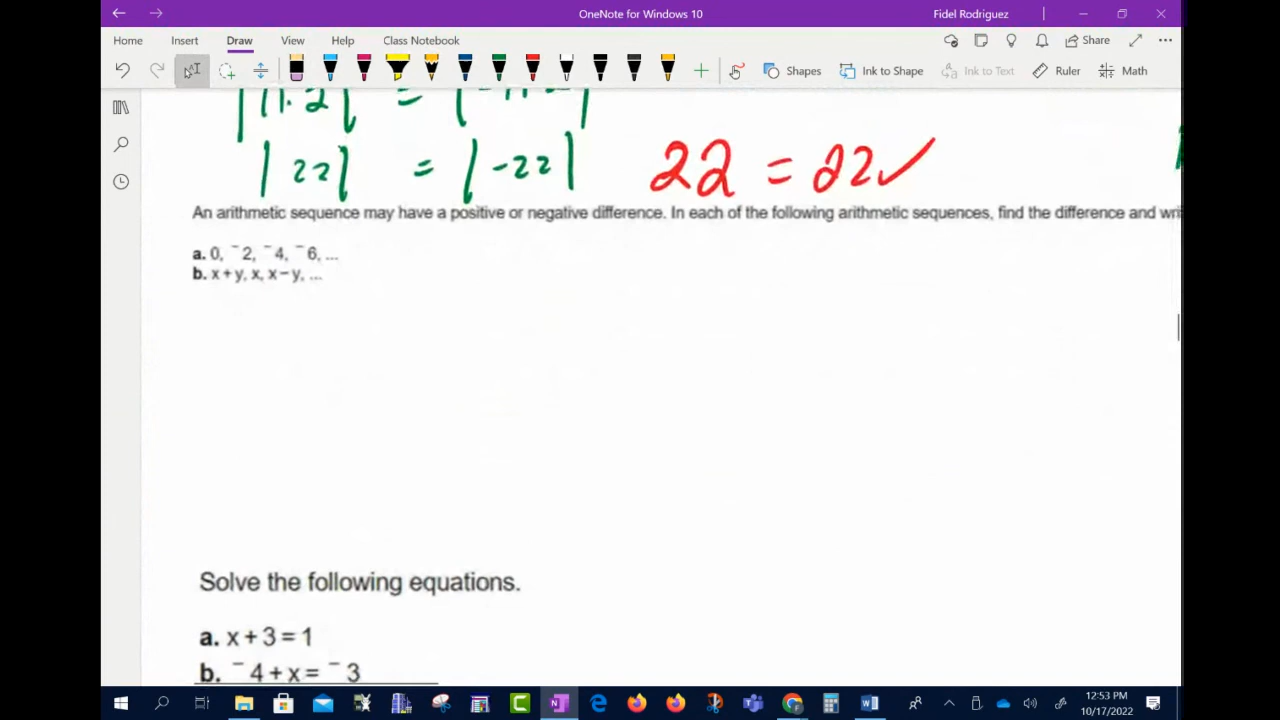 OneNote for Windows 10
Fidel Rodriguez
Home Insert Draw View Help Class Notebook
Share
Shapes Ink to Shape Ink to Text Ruler Math
|22| = |-22| 22 = 22✓
An arithmetic sequence may have a positive or negative difference. In each of the following arithmetic sequences, find the difference and wri
a. 0, ⁻2, ⁻4, ⁻6, ...
b. x+y, x, x−y, ...
Solve the following equations.
a. x + 3 = 1
b. ⁻4 + x = ⁻3
12:53 PM
10/17/2022